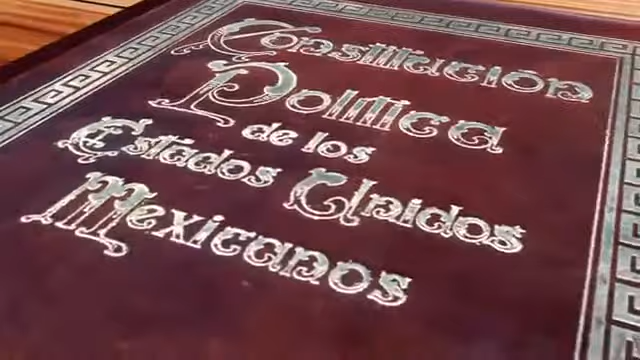 Constitución
Política
de los
Estados Unidos
Mexicanos